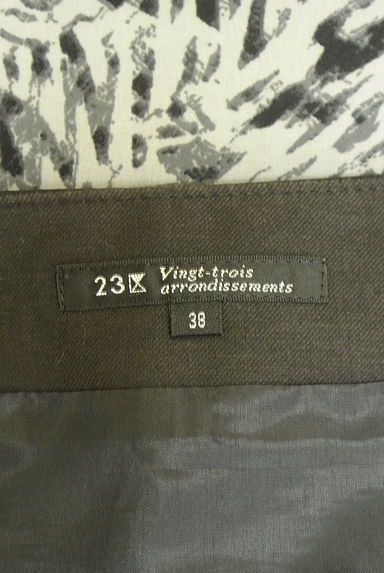 23区 Vingt-trois
arrondissements
38